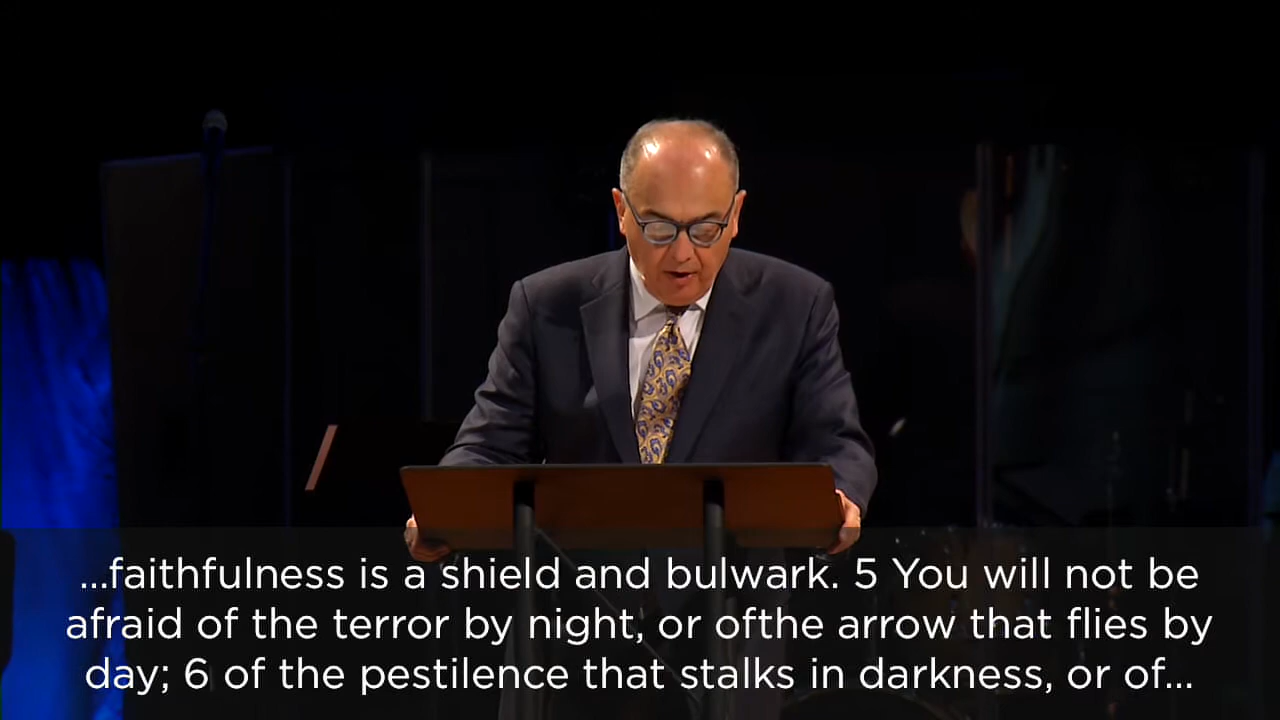 ...faithfulness is a shield and bulwark. 5 You will not be
afraid of the terror by night, or ofthe arrow that flies by
day; 6 of the pestilence that stalks in darkness, or of...